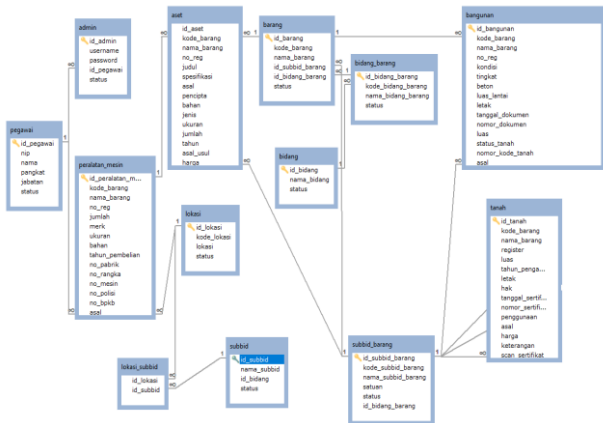 admin
id_admin
username
password
id_pegawai
status
aset
id_aset
kode_barang
nama_barang
no_reg
judul
spesifikasi
asal
pencipta
bahan
jenis
ukuran
jumlah
tahun
asal_usul
harga
barang
id_barang
kode_barang
nama_barang
id_subbid_barang
id_bidang_barang
status
bidang_barang
id_bidang_barang
kode_bidang_barang
nama_bidang_barang
status
bangunan
id_bangunan
kode_barang
nama_barang
no_reg
kondisi
tingkat
beton
luas_lantai
letak
tanggal_dokumen
nomor_dokumen
luas
status_tanah
nomor_kode_tanah
asal
pegawai
id_pegawai
nip
nama
pangkat
jabatan
status
peralatan_mesin
id_peralatan_m...
kode_barang
nama_barang
no_reg
jumlah
merk
ukuran
bahan
tahun_pembelian
no_pabrik
no_rangka
no_mesin
no_polisi
no_bpkb
asal
bidang
id_bidang
nama_bidang
status
lokasi
id_lokasi
kode_lokasi
lokasi
status
tanah
id_tanah
kode_barang
nama_barang
register
luas
tahun_penga...
letak
hak
tanggal_sertif...
nomor_sertifi...
penggunaan
asal
harga
keterangan
scan_sertifikat
lokasi_subbid
id_lokasi
id_subbid
subbid
id_subbid
nama_subbid
id_bidang
status
subbid_barang
id_subbid_barang
kode_subbid_barang
nama_subbid_barang
satuan
status
id_bidang_barang